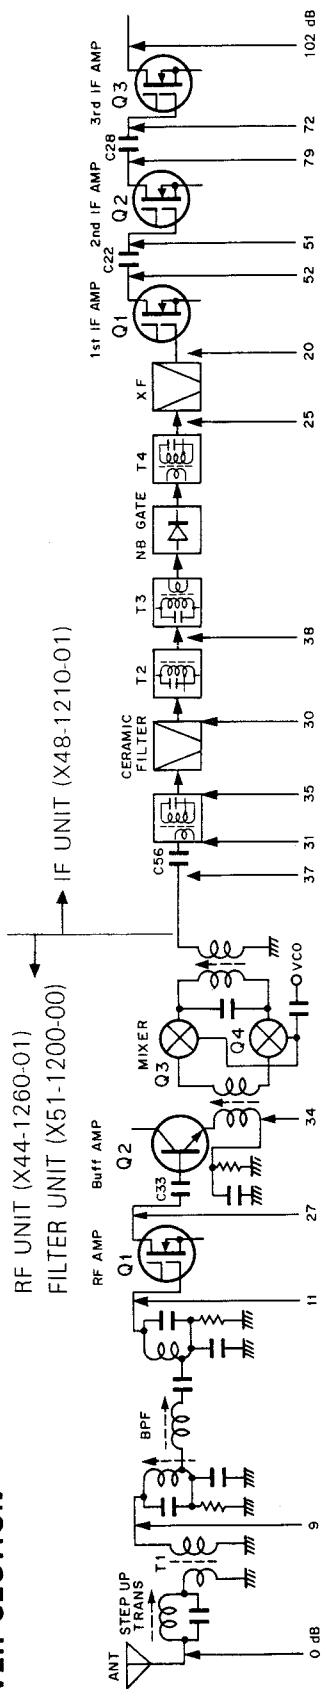 RF UNIT (X44-1260-01)
FILTER UNIT (X51-1200-00)
IF UNIT (X48-1210-01)
ANT
STEP UP
TRANS
T1
BPF
RF AMP
Q1
C33
Buff AMP
Q2
MIXER
Q3
Q4
VCO
C56
CERAMIC
FILTER
T2
T3
NB GATE
T4
XF
1st IF AMP
Q1
C22
2nd IF AMP
Q2
C28
3rd IF AMP
Q3
0 dB
9
11
27
34
37
31
35
30
38
25
20
52
51
79
72
102 dB